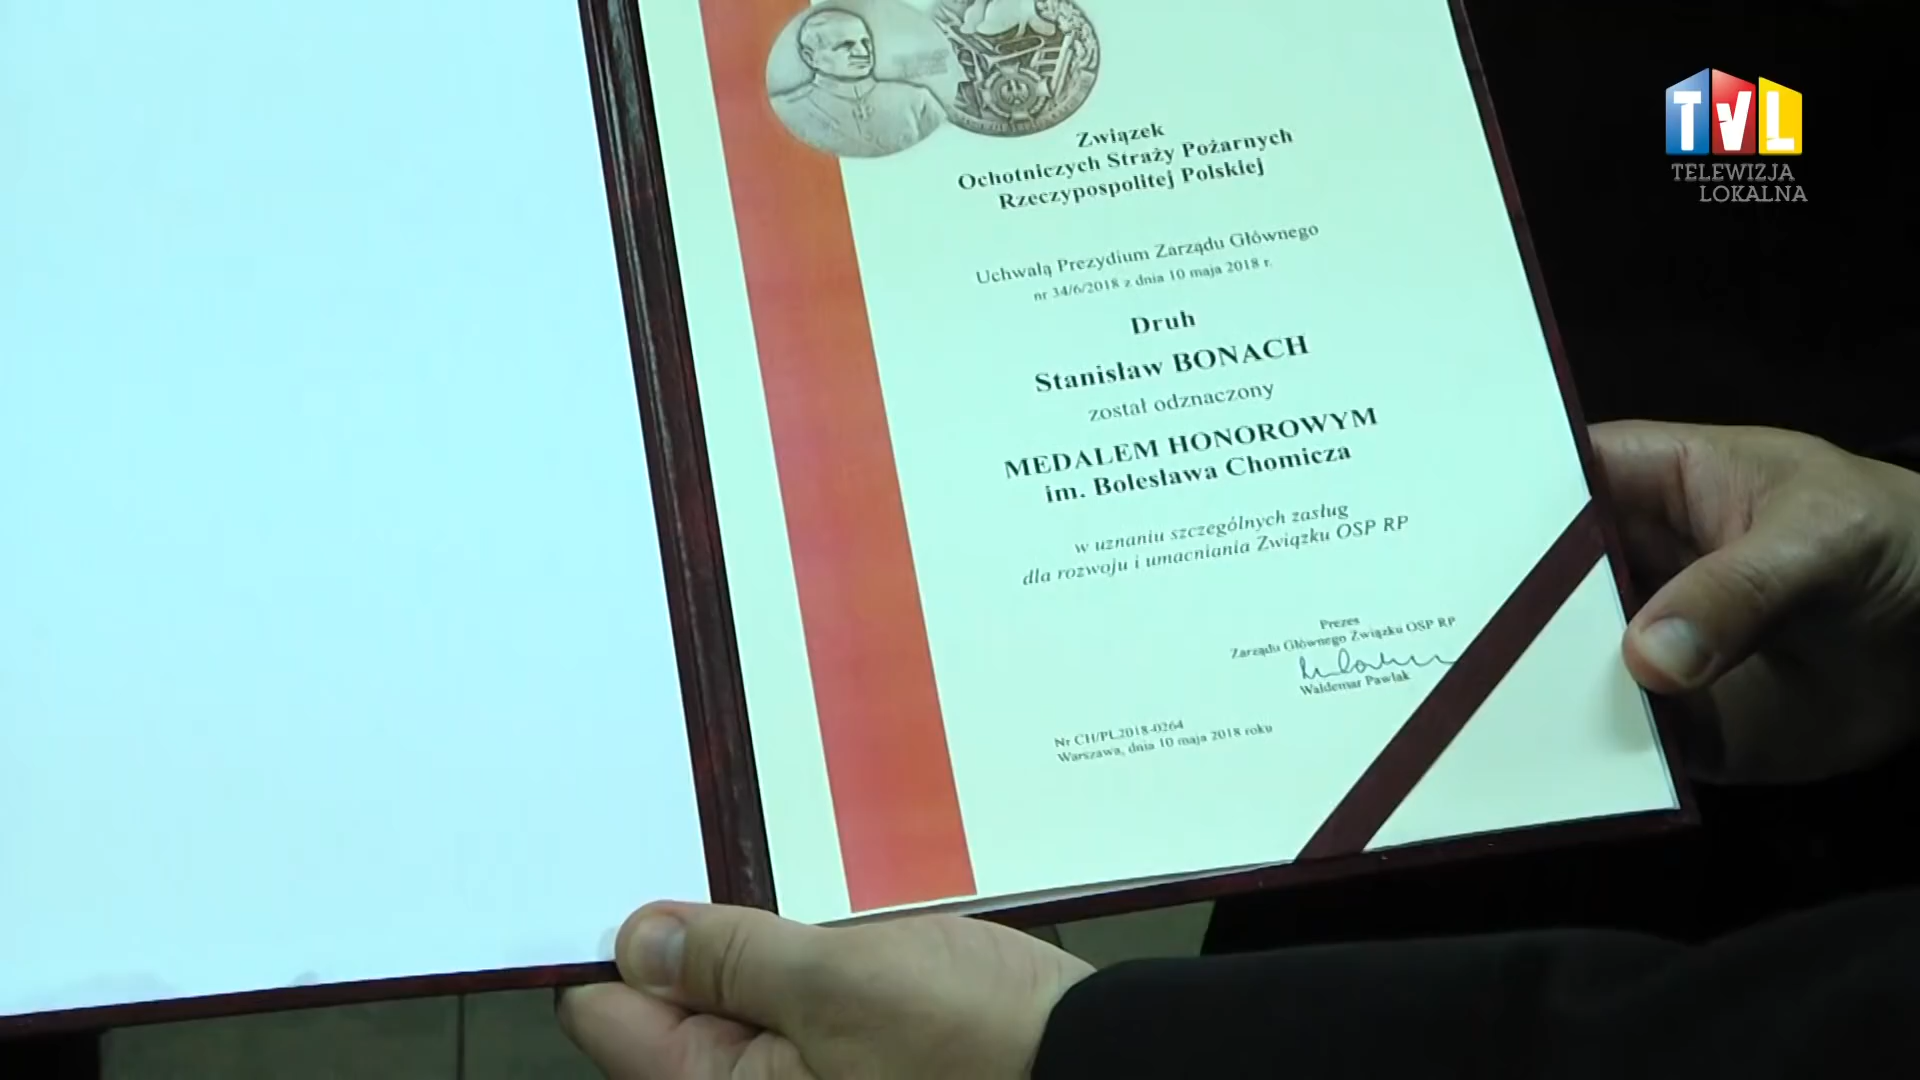 TVL
TELEWIZJA
LOKALNA
Związek
Ochotniczych Straży Pożarnych
Rzeczypospolitej Polskiej
Uchwałą Prezydium Zarządu Głównego
nr 34/6/2018 z dnia 10 maja 2018 r.
Druh
Stanisław BONACH
został odznaczony
MEDALEM HONOROWYM
im. Bolesława Chomicza
w uznaniu szczególnych zasług
dla rozwoju i umacniania Związku OSP RP
Prezes
Zarządu Głównego Związku OSP RP
Waldemar Pawlak
Nr CH/PL2018-0264
Warszawa, dnia 10 maja 2018 roku